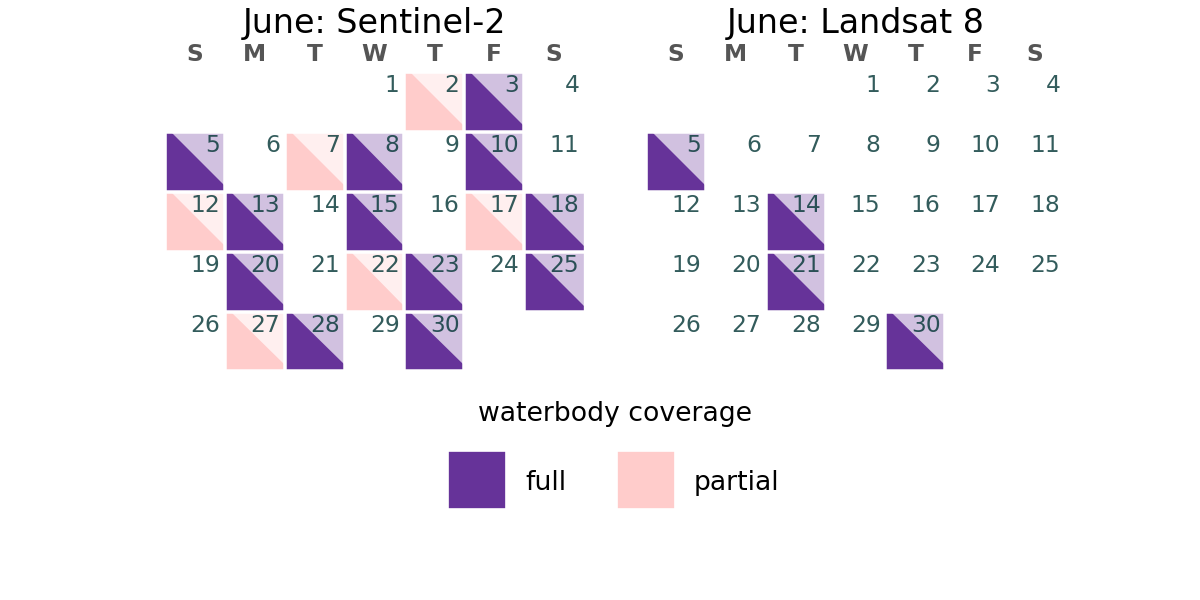 June: Sentinel-2
S M T W T F S
1 2 3 4
5 6 7 8 9 10 11
12 13 14 15 16 17 18
19 20 21 22 23 24 25
26 27 28 29 30
June: Landsat 8
S M T W T F S
1 2 3 4
5 6 7 8 9 10 11
12 13 14 15 16 17 18
19 20 21 22 23 24 25
26 27 28 29 30
waterbody coverage
full partial